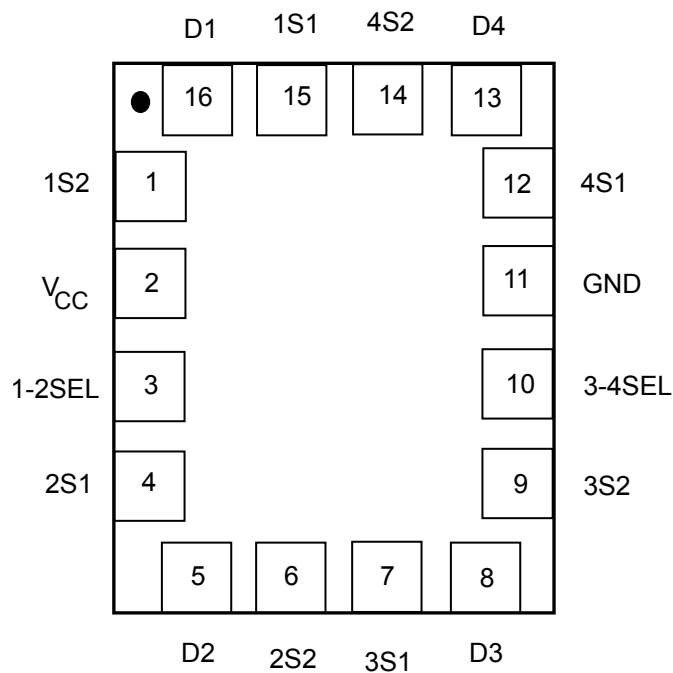 D1 1S1 4S2 D4
16 15 14 13
1S2 1 12 4S1
VCC 2 11 GND
1-2SEL 3 10 3-4SEL
2S1 4 9 3S2
5 6 7 8
D2 2S2 3S1 D3